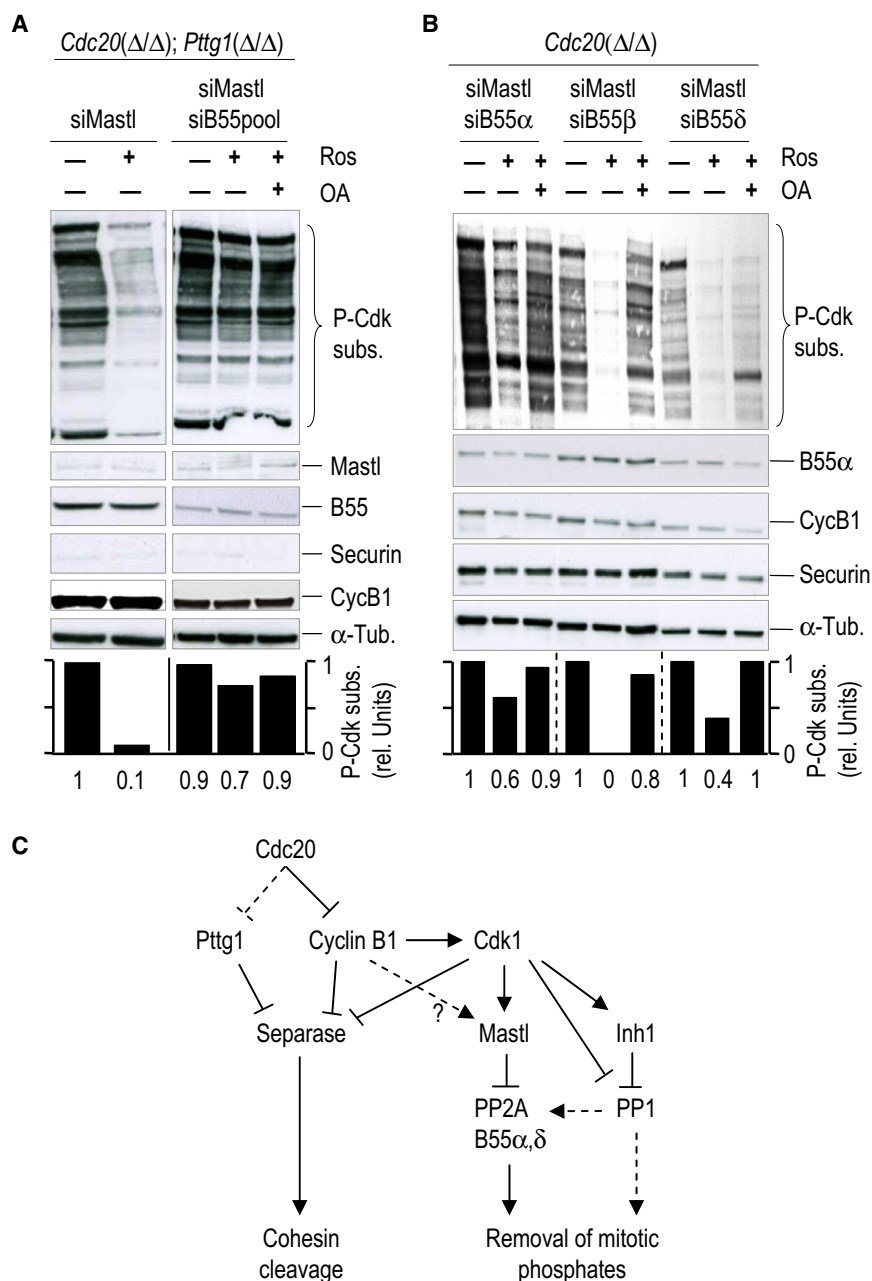 A
Cdc20(Δ/Δ); Pttg1(Δ/Δ)
siMastl
siMastl
siB55pool
— + — + + Ros
— — — — + OA
P-Cdk
subs.
Mastl
B55
Securin
CycB1
α-Tub.
1
0
P-Cdk subs.
(rel. Units)
1 0.1 0.9 0.7 0.9
B
Cdc20(Δ/Δ)
siMastl
siB55α
siMastl
siB55β
siMastl
siB55δ
— + + — + + — + + Ros
— — + — — + — — + OA
P-Cdk
subs.
B55α
CycB1
Securin
α-Tub.
1
0
P-Cdk subs.
(rel. Units)
1 0.6 0.9 1 0 0.8 1 0.4 1
C
Cdc20
Pttg1 Cyclin B1 Cdk1
?
Separase Mastl Inh1
PP2A PP1
B55α,δ
Cohesin
cleavage
Removal of mitotic
phosphates